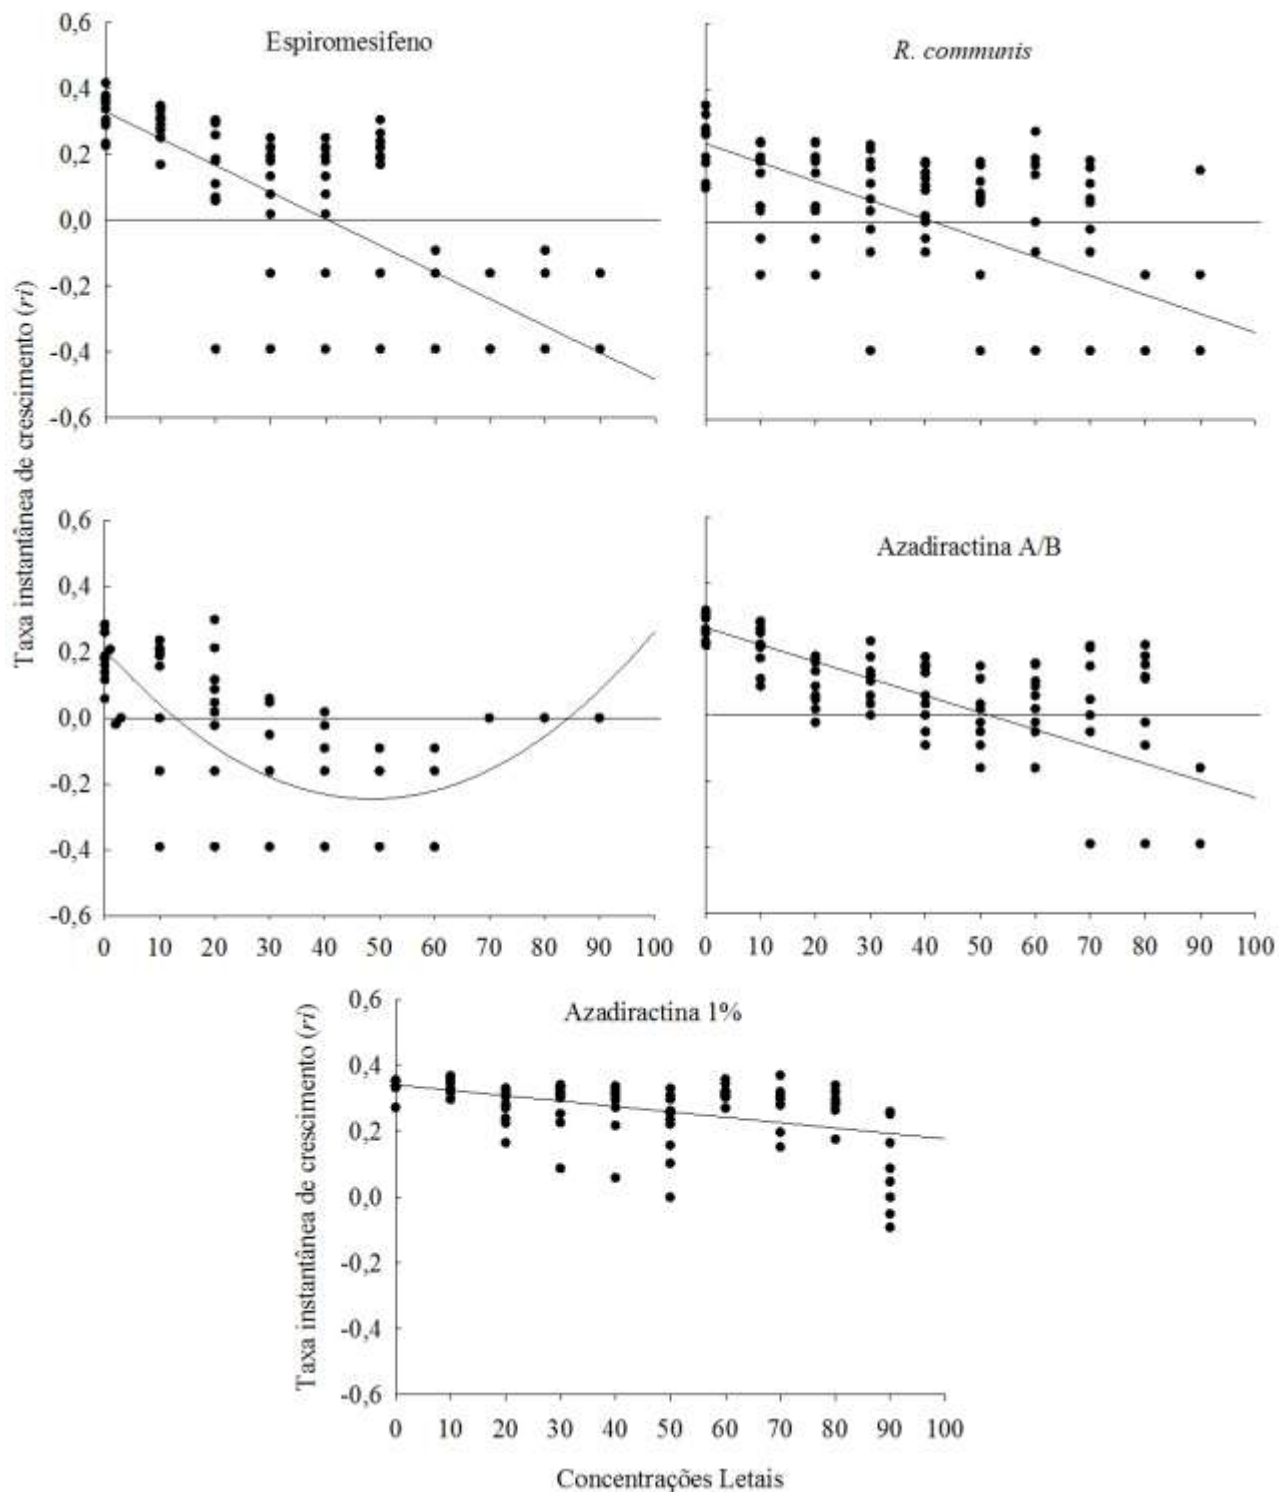 Espiromesifeno
R. communis
Taxa instantânea de crescimento (ri)
0,6
0,4
0,2
0,0
-0,2
-0,4
-0,6
Azadiractina A/B
0,6
0,4
0,2
0,0
-0,2
-0,4
-0,6
0 10 20 30 40 50 60 70 80 90 100
0 10 20 30 40 50 60 70 80 90 100
Azadiractina 1%
Taxa instantânea de crescimento (ri)
0,6
0,4
0,2
0,0
-0,2
-0,4
-0,6
0 10 20 30 40 50 60 70 80 90 100
Concentrações Letais